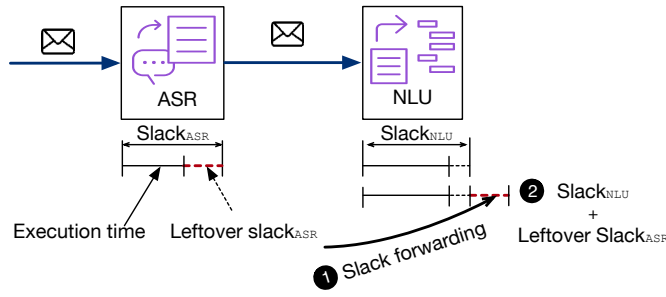 ASR
NLU
SlackASR
SlackNLU
Execution time
Leftover slackASR
1 Slack forwarding
2 SlackNLU
+
Leftover SlackASR